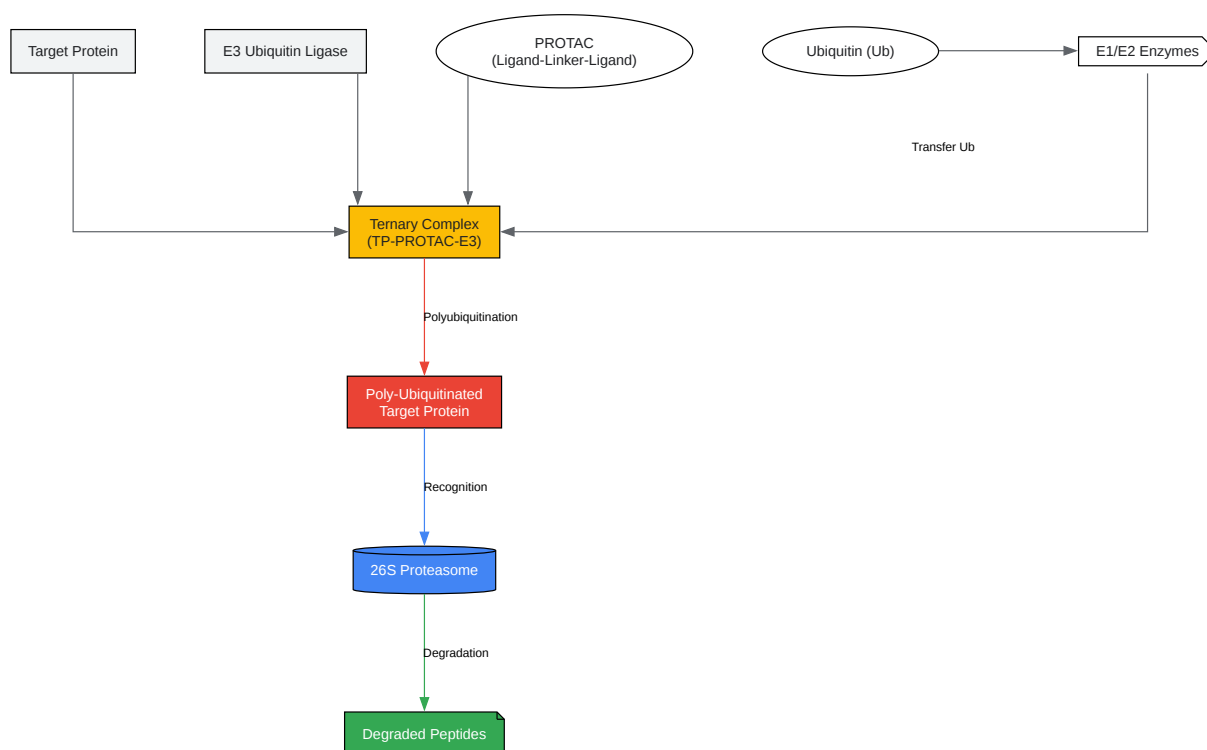 Target Protein
E3 Ubiquitin Ligase
PROTAC
(Ligand-Linker-Ligand)
Ubiquitin (Ub)
E1/E2 Enzymes
Transfer Ub
Ternary Complex
(TP-PROTAC-E3)
Polyubiquitination
Poly-Ubiquitinated
Target Protein
Recognition
26S Proteasome
Degradation
Degraded Peptides